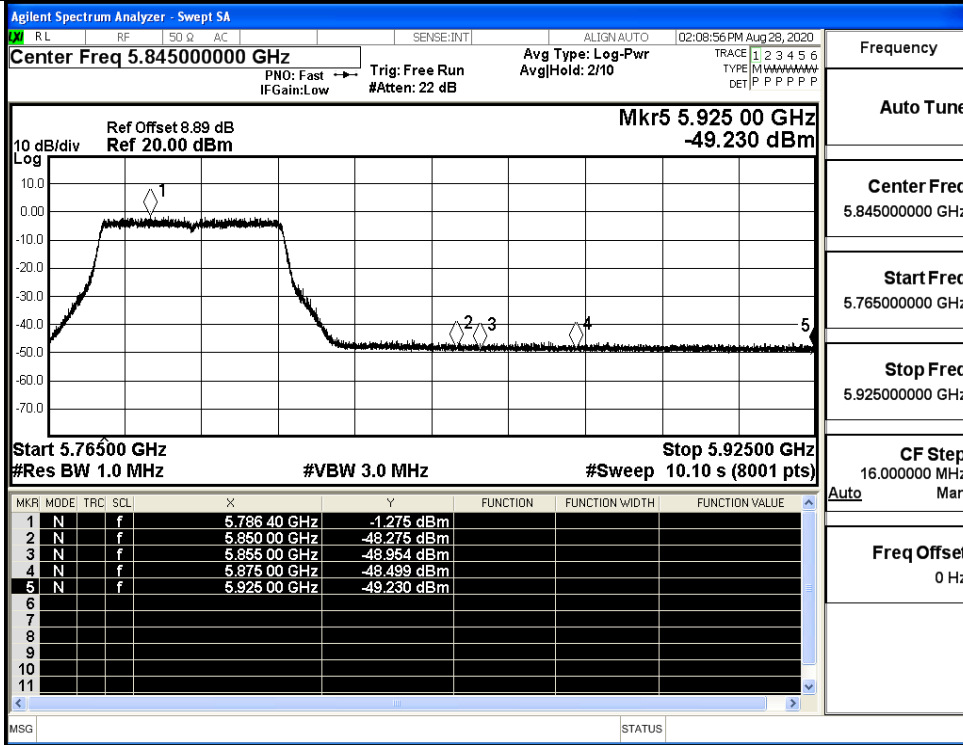 Agilent Spectrum Analyzer - Swept SA
LXI RL RF 50 Ω AC SENSE:INT ALIGN AUTO 02:08:56 PM Aug 28, 2020
Center Freq 5.845000000 GHz
PNO: Fast
IFGain:Low
Trig: Free Run
#Atten: 22 dB
Avg Type: Log-Pwr
Avg|Hold: 2/10
TRACE 1 2 3 4 5 6
TYPE M
DET P P P P P P
Ref Offset 8.89 dB
Ref 20.00 dBm
10 dB/div
Log
Mkr5 5.925 00 GHz
-49.230 dBm
10.0
0.00
-10.0
-20.0
-30.0
-40.0
-50.0
-60.0
-70.0
1
2
3
4
5
Start 5.76500 GHz
Stop 5.92500 GHz
#Res BW 1.0 MHz
#VBW 3.0 MHz
#Sweep 10.10 s (8001 pts)
MKR MODE TRC SCL X Y FUNCTION FUNCTION WIDTH FUNCTION VALUE
1 N f 5.786 40 GHz -1.275 dBm
2 N f 5.850 00 GHz -48.275 dBm
3 N f 5.855 00 GHz -48.954 dBm
4 N f 5.875 00 GHz -48.499 dBm
5 N f 5.925 00 GHz -49.230 dBm
6
7
8
9
10
11
MSG
STATUS
Frequency
Auto Tune
Center Freq
5.845000000 GHz
Start Freq
5.765000000 GHz
Stop Freq
5.925000000 GHz
CF Step
16.000000 MHz
Auto Man
Freq Offset
0 Hz